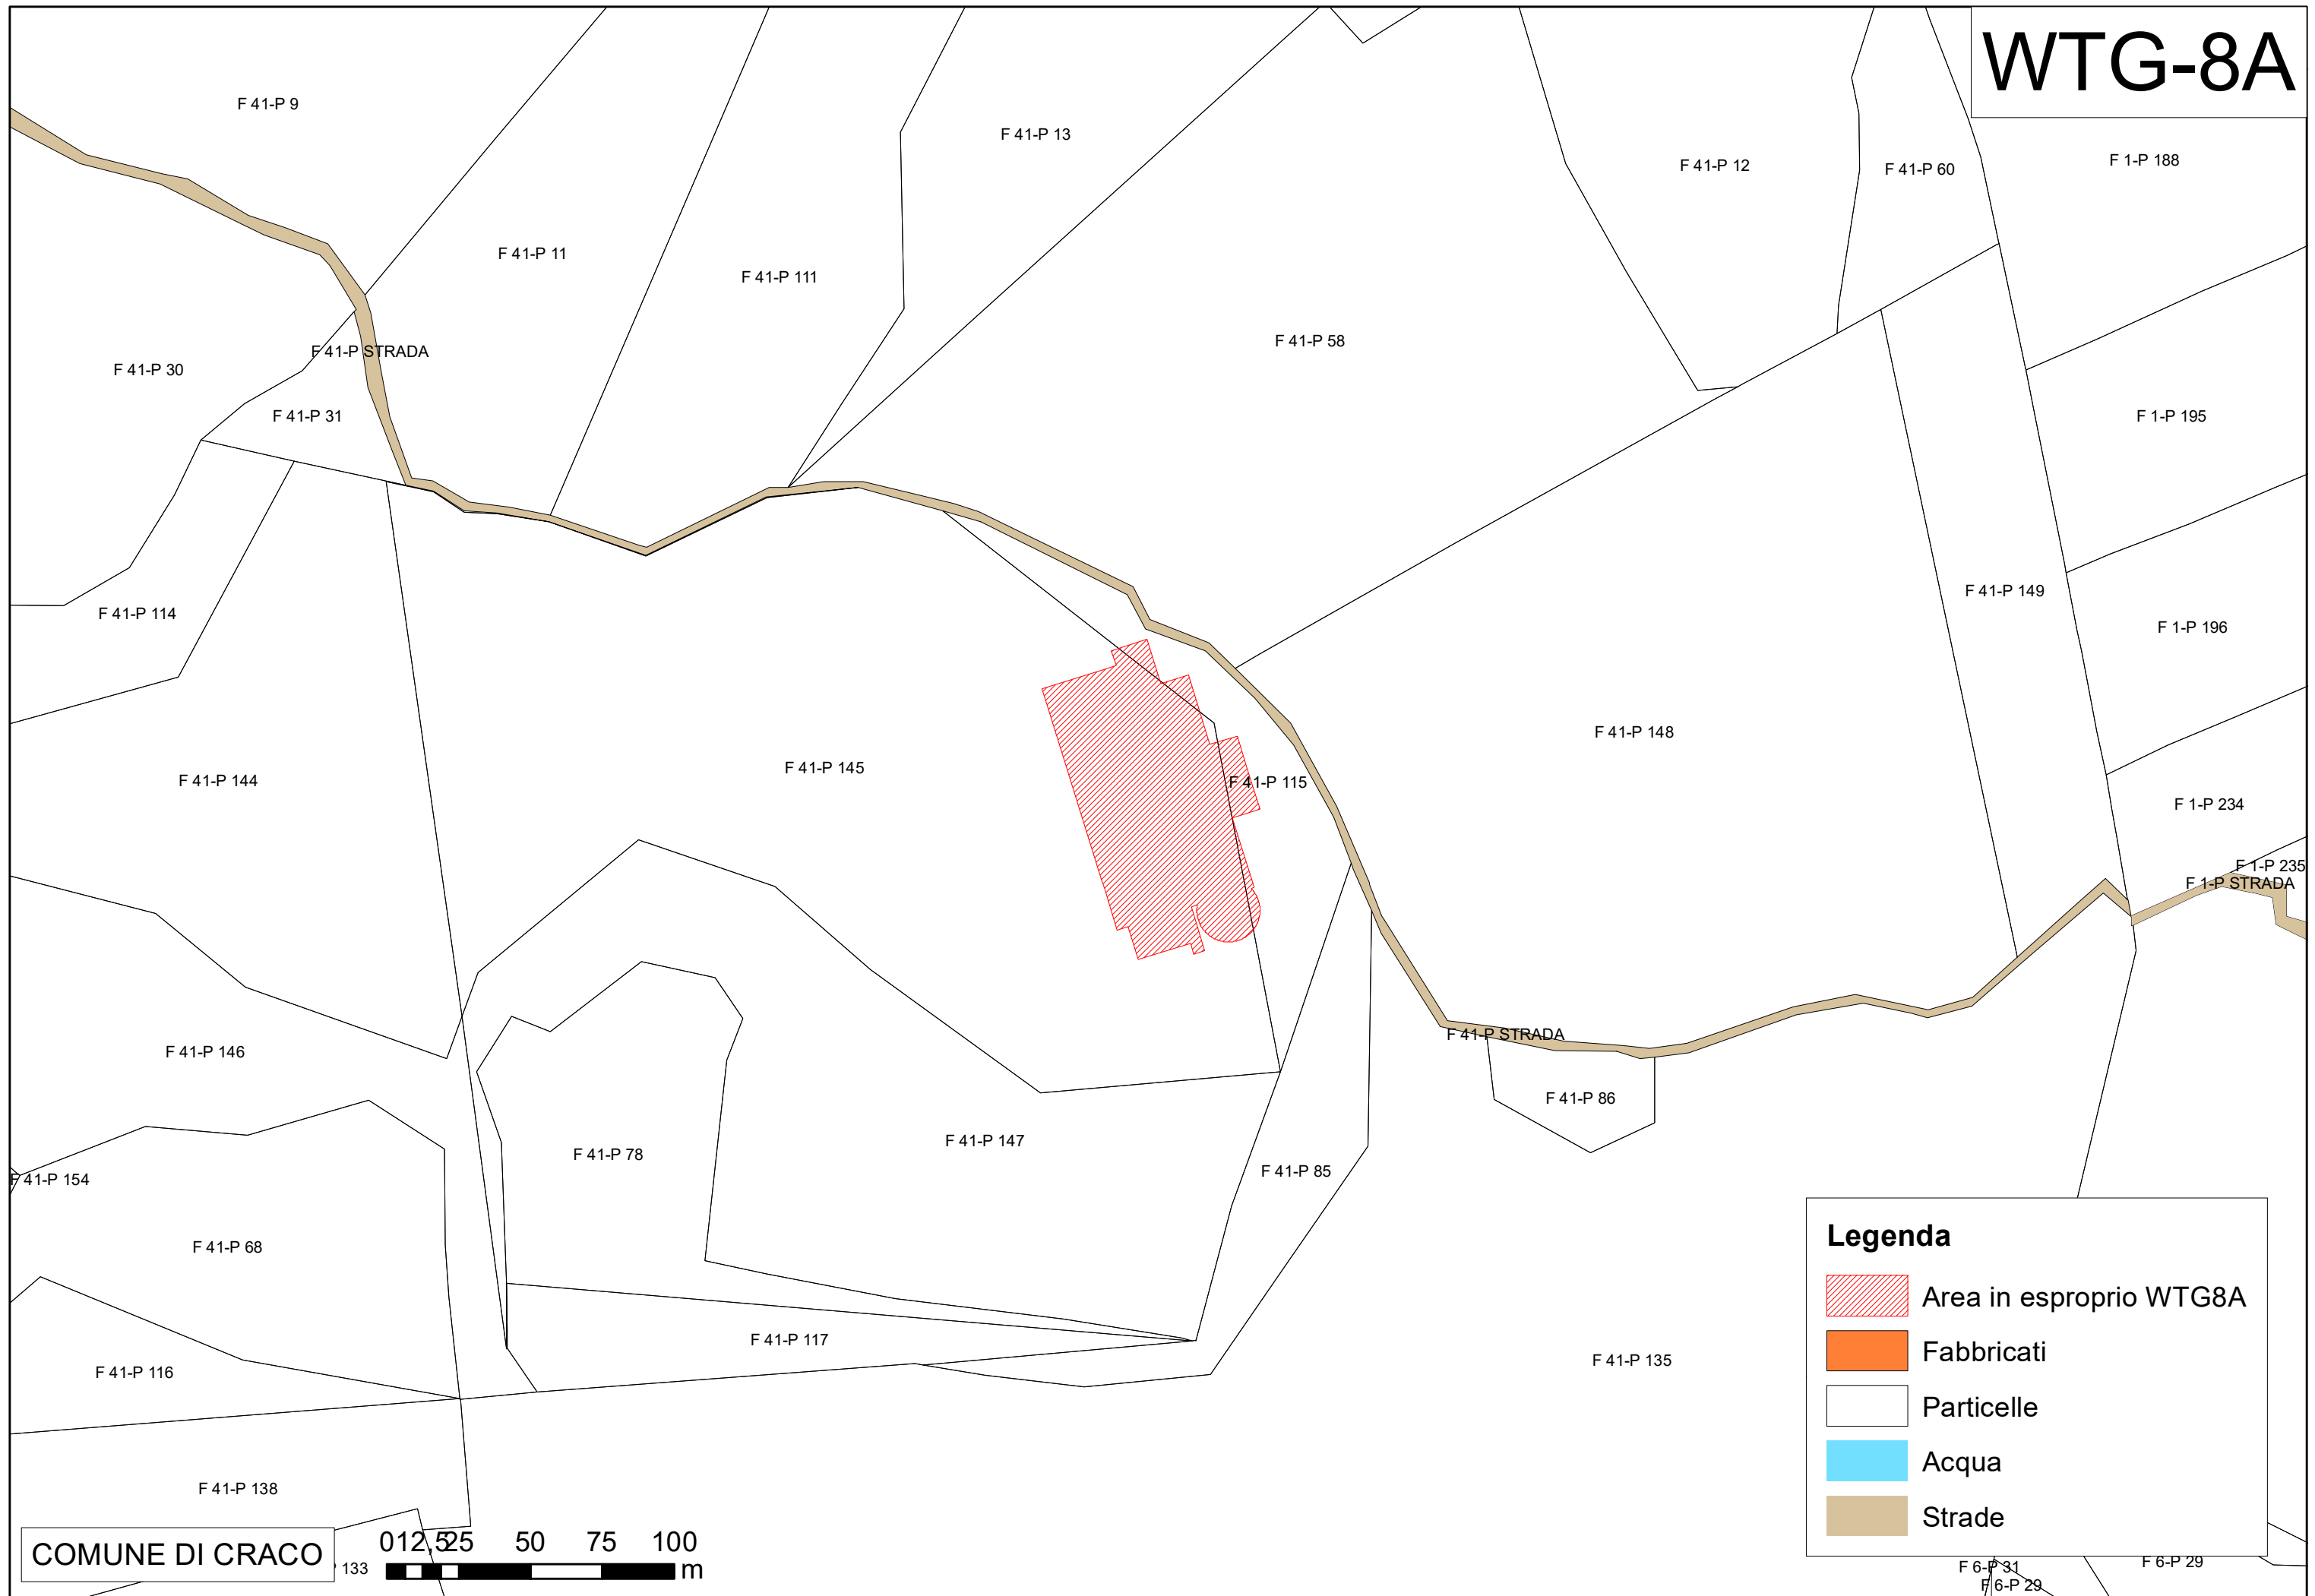 WTG-8A
F 41-P 9
F 41-P 13
F 41-P 12
F 41-P 60
F 1-P 188
F 41-P 11
F 41-P 111
F 41-P 58
F 41-P STRADA
F 41-P 30
F 41-P 31
F 1-P 195
F 41-P 149
F 41-P 114
F 1-P 196
F 41-P 148
F 41-P 145
F 41-P 144
F 41-P 115
F 1-P 234
F 1-P 235
F 1-P STRADA
F 41-P STRADA
F 41-P 146
F 41-P 86
F 41-P 147
F 41-P 78
F 41-P 85
F 41-P 154
F 41-P 68
F 41-P 117
F 41-P 116
F 41-P 135
Legenda
Area in esproprio WTG8A
Fabbricati
Particelle
Acqua
Strade
F 41-P 138
COMUNE DI CRACO
133
012,525 50 75 100
m
F 6-P 31
F 6-P 29
F 6-P 29